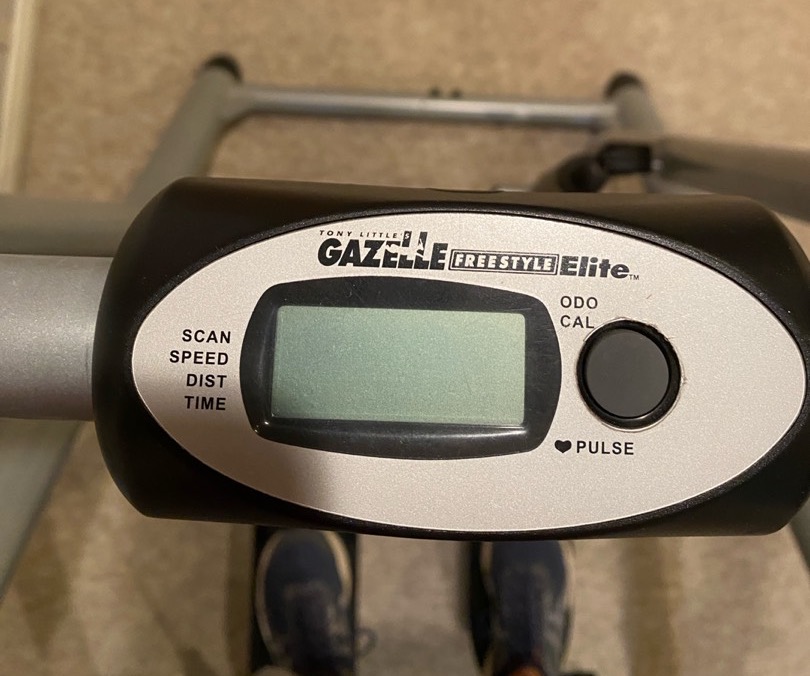 TONY LITTLE'S
GAZELLE FREESTYLE Elite™
ODO
CAL
SCAN
SPEED
DIST
TIME
♥ PULSE